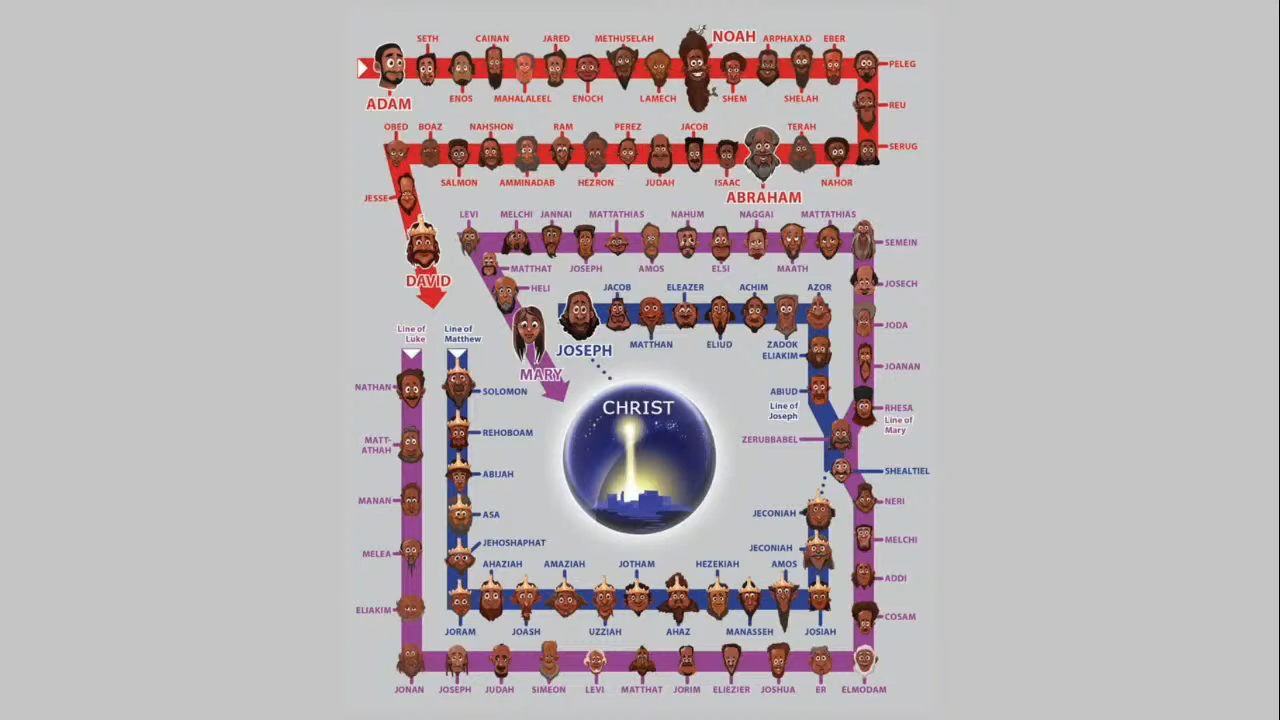 SETH
CAINAN
JARED
METHUSELAH
NOAH
ARPHAXAD
EBER
PELEG
ADAM
ENOS
MAHALALEEL
ENOCH
LAMECH
SHEM
SHELAH
REU
OBED
BOAZ
NAHSHON
RAM
PEREZ
JACOB
TERAH
SERUG
SALMON
AMMINADAB
HEZRON
JUDAH
ISAAC
ABRAHAM
NAHOR
JESSE
DAVID
LEVI
MELCHI
JANNAI
MATTATHIAS
NAHUM
NAGGAI
MATTATHIAS
SEMEIN
MATTHAT
JOSEPH
AMOS
ELSI
MAATH
JOSECH
HELI
JACOB
ELEAZER
ACHIM
AZOR
JODA
JOSEPH
MATTHAN
ELIUD
ZADOK
ELIAKIM
JOANAN
MARY
ABIUD
Line of
Joseph
RHESA
Line of
Mary
ZERUBBABEL
SHEALTIEL
CHRIST
Line of
Luke
Line of
Matthew
NATHAN
SOLOMON
MATT-
ATHAH
REHOBOAM
ABIJAH
MANAN
ASA
MELEA
JEHOSHAPHAT
JECONIAH
NERI
JECONIAH
MELCHI
AHAZIAH
AMAZIAH
JOTHAM
HEZEKIAH
AMOS
ADDI
ELIAKIM
COSAM
JORAM
JOASH
UZZIAH
AHAZ
MANASSEH
JOSIAH
JONAN
JOSEPH
JUDAH
SIMEON
LEVI
MATTHAT
JORIM
ELIEZIER
JOSHUA
ER
ELMODAM